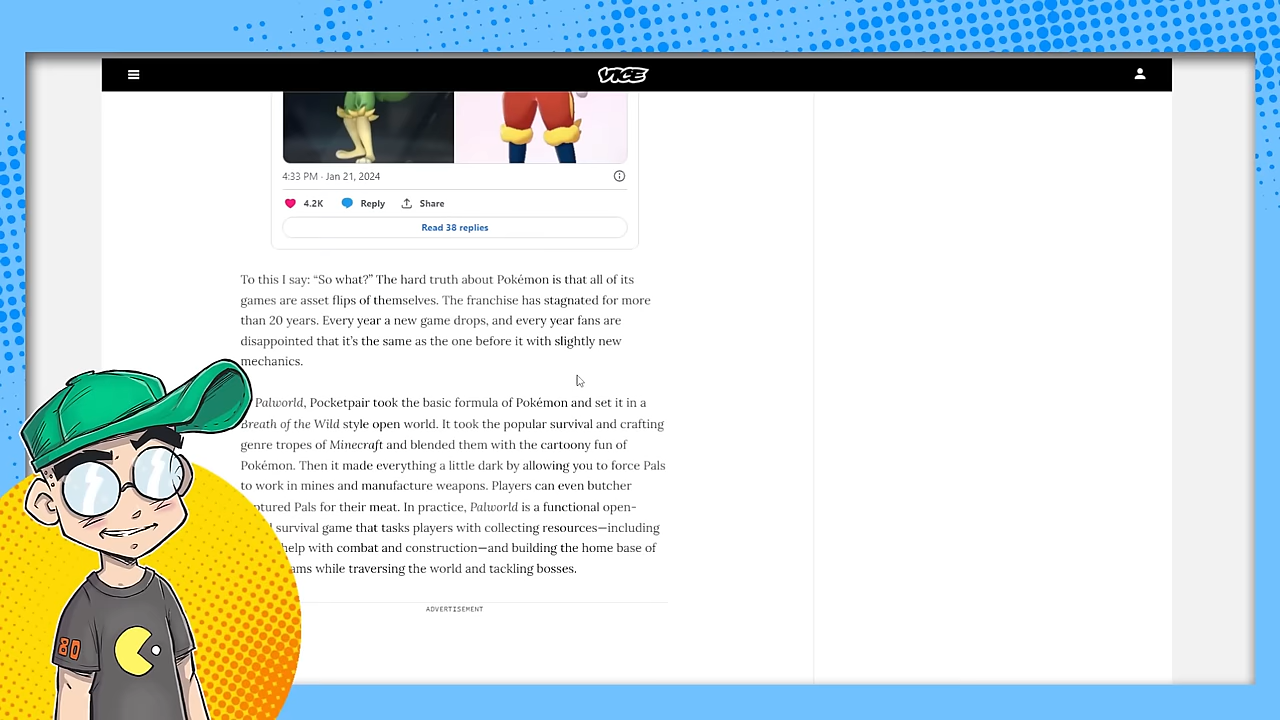 VICE
4:33 PM · Jan 21, 2024
4.2K Reply Share
Read 38 replies
To this I say: “So what?” The hard truth about Pokémon is that all of its
games are asset flips of themselves. The franchise has stagnated for more
than 20 years. Every year a new game drops, and every year fans are
disappointed that it’s the same as the one before it with slightly new
mechanics.
Palworld, Pocketpair took the basic formula of Pokémon and set it in a
Breath of the Wild style open world. It took the popular survival and crafting
genre tropes of Minecraft and blended them with the cartoony fun of
Pokémon. Then it made everything a little dark by allowing you to force Pals
to work in mines and manufacture weapons. Players can even butcher
captured Pals for their meat. In practice, Palworld is a functional open-
survival game that tasks players with collecting resources—including
help with combat and construction—and building the home base of
while traversing the world and tackling bosses.
ADVERTISEMENT
80